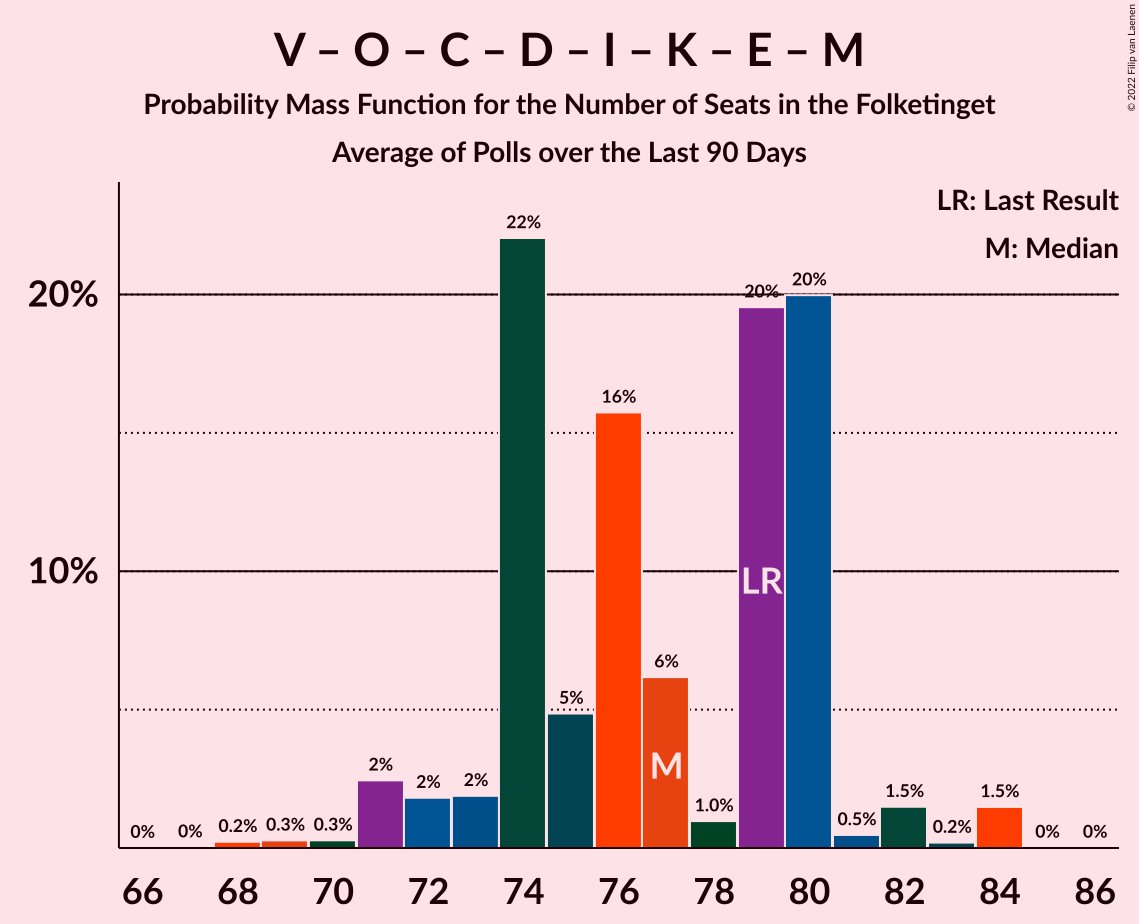 V – O – C – D – I – K – E – M
Probability Mass Function for the Number of Seats in the Folketinget
Average of Polls over the Last 90 Days
© 2022 Filip van Laenen
LR: Last Result
M: Median
20%
10%
0%
0%
0.2%
0.3%
0.3%
2%
2%
2%
22%
5%
16%
6%
1.0%
20%
20%
0.5%
1.5%
0.2%
1.5%
0%
0%
M
LR
66 68 70 72 74 76 78 80 82 84 86